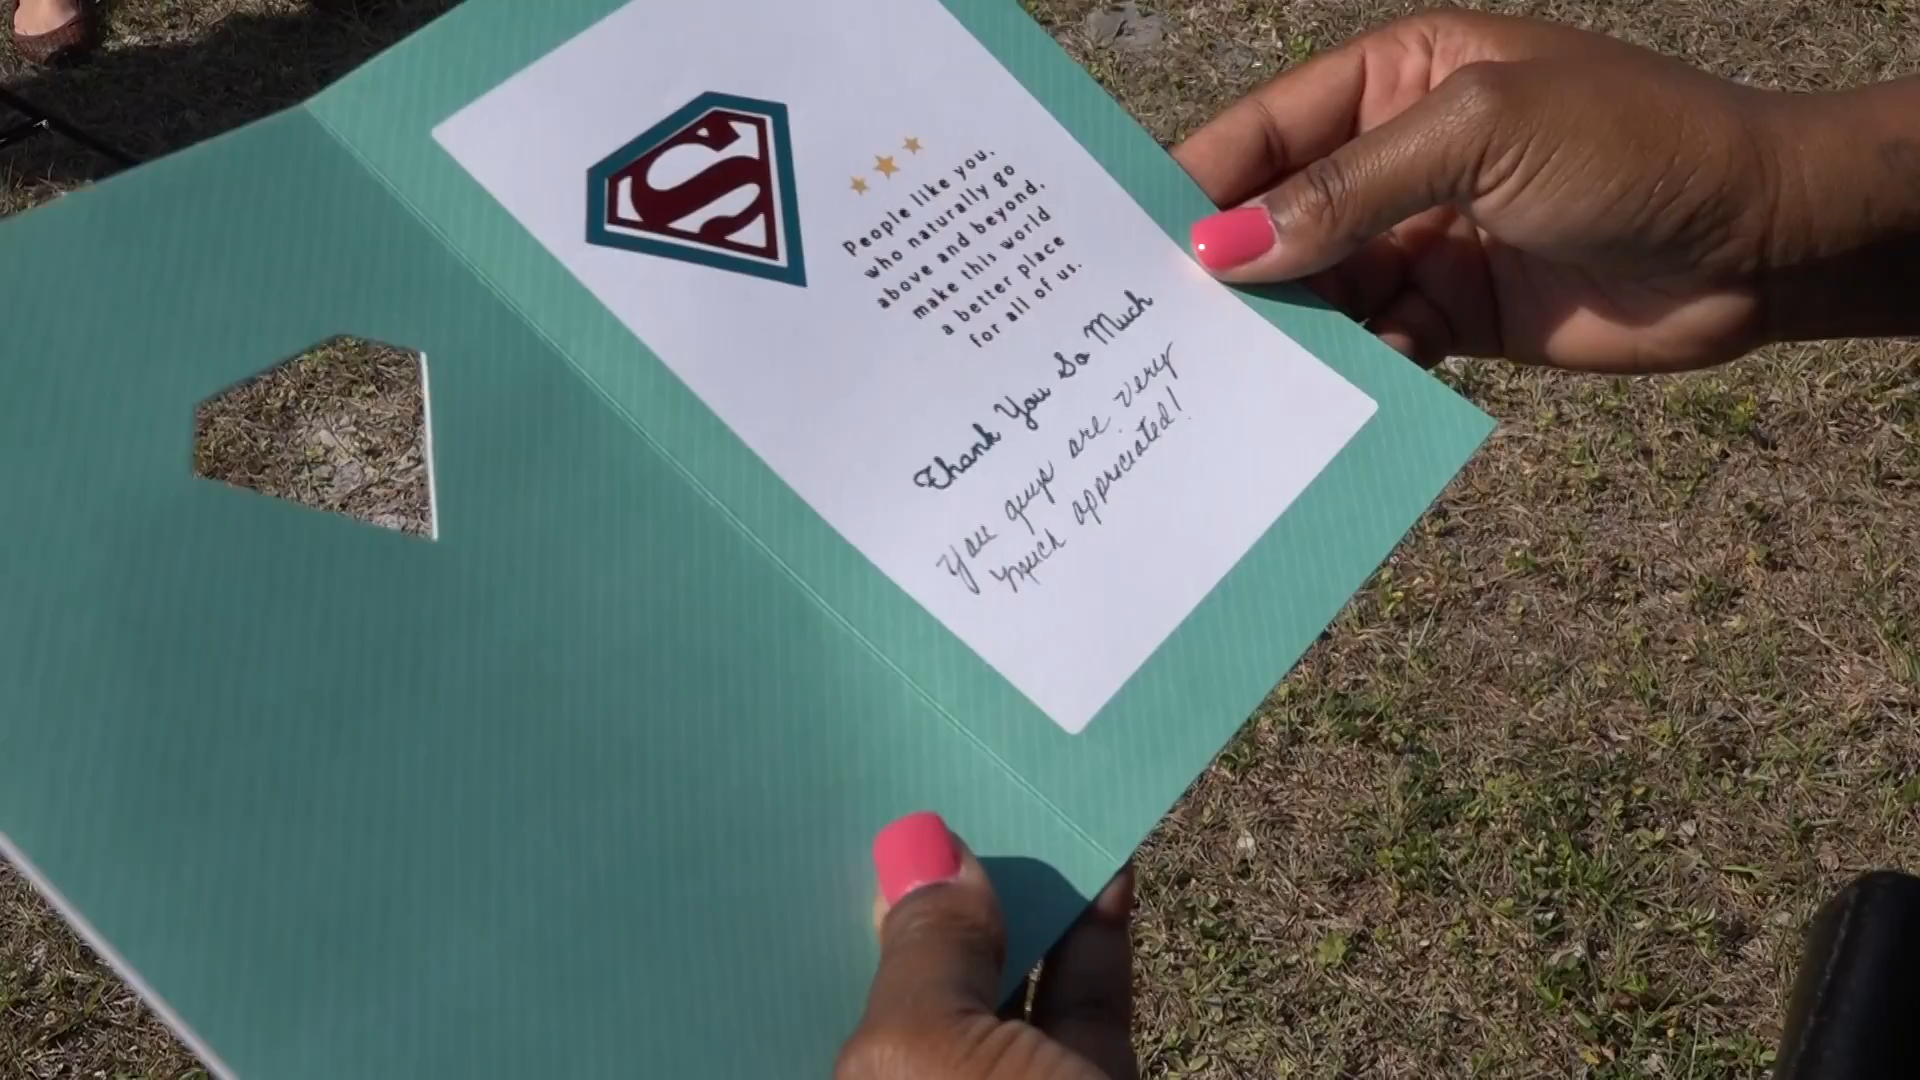 S
People like you,
who naturally go
above and beyond,
make this world
a better place
for all of us.
Thank You So Much
You guys are very
much appriciated!